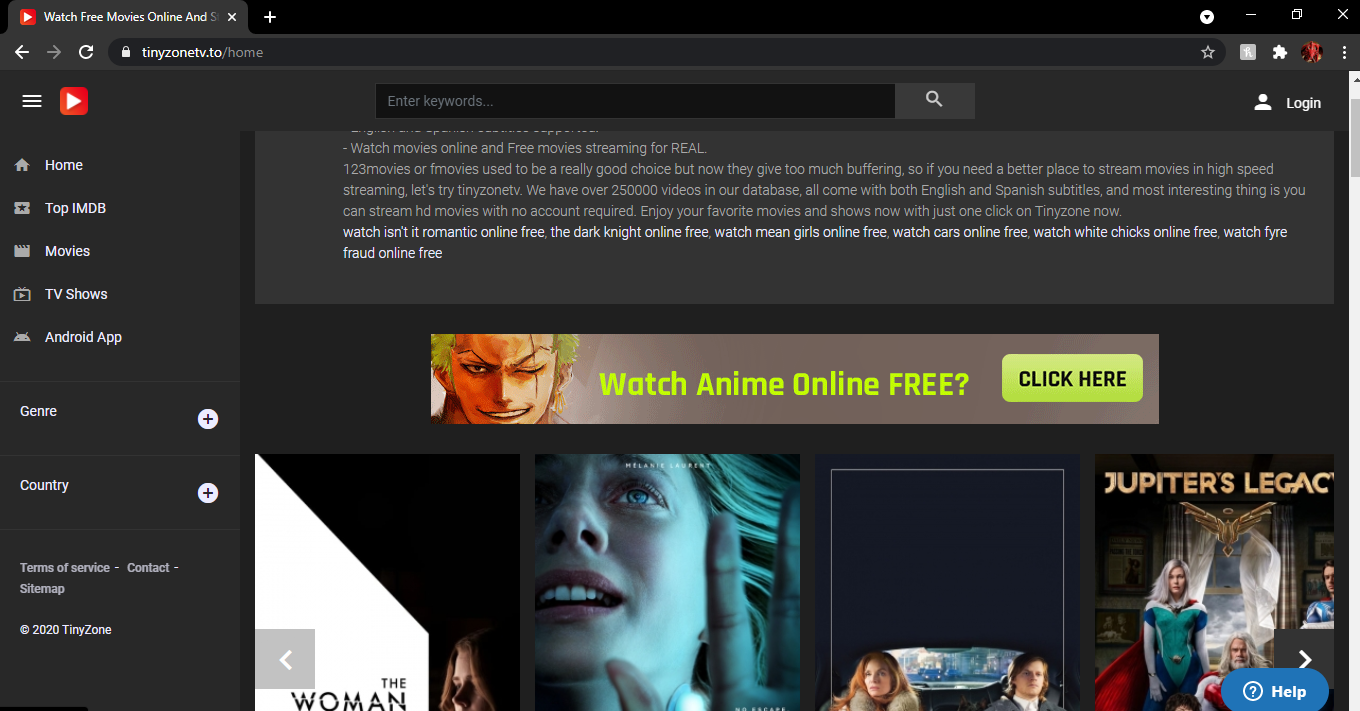 Watch Free Movies Online And S
tinyzonetv.to/home
Enter keywords...
Login
Home
Top IMDB
Movies
TV Shows
Android App
Genre
Country
Terms of service - Contact -
Sitemap
© 2020 TinyZone
- English and Spanish subtitles supported.
- Watch movies online and Free movies streaming for REAL.
123movies or fmovies used to be a really good choice but now they give too much buffering, so if you need a better place to stream movies in high speed
streaming, let's try tinyzonetv. We have over 250000 videos in our database, all come with both English and Spanish subtitles, and most interesting thing is you
can stream hd movies with no account required. Enjoy your favorite movies and shows now with just one click on Tinyzone now.
watch isn't it romantic online free, the dark knight online free, watch mean girls online free, watch cars online free, watch white chicks online free, watch fyre
fraud online free
Watch Anime Online FREE?
CLICK HERE
THE
WOMAN
MÉLANIE LAURENT
NO ESCAPE
JUPITER'S LEGAC
Help